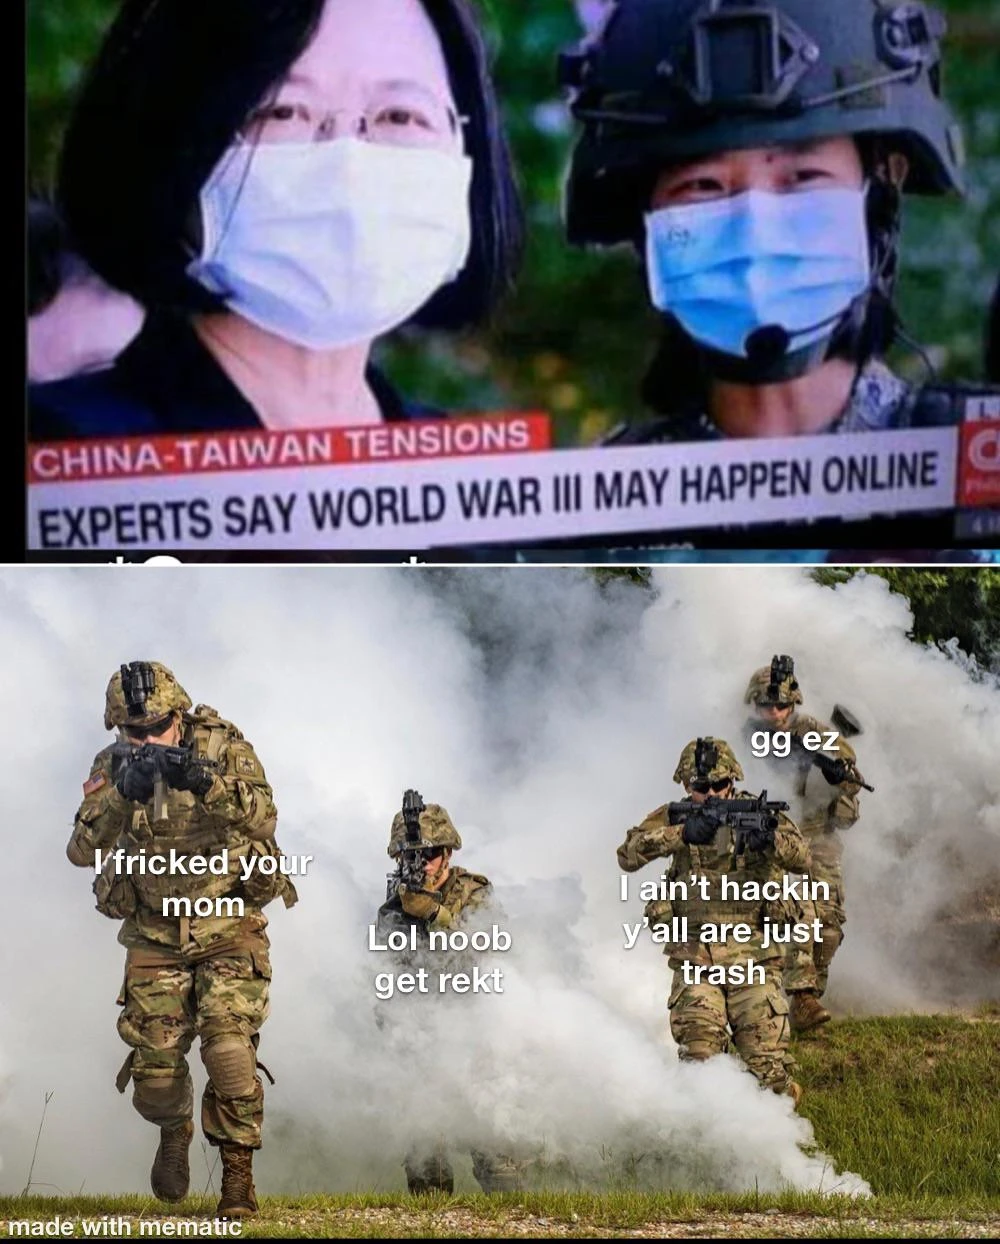 CHINA-TAIWAN TENSIONS
EXPERTS SAY WORLD WAR III MAY HAPPEN ONLINE
gg ez
I fricked your
mom
I ain't hackin
y'all are just
trash
Lol noob
get rekt
made with mematic